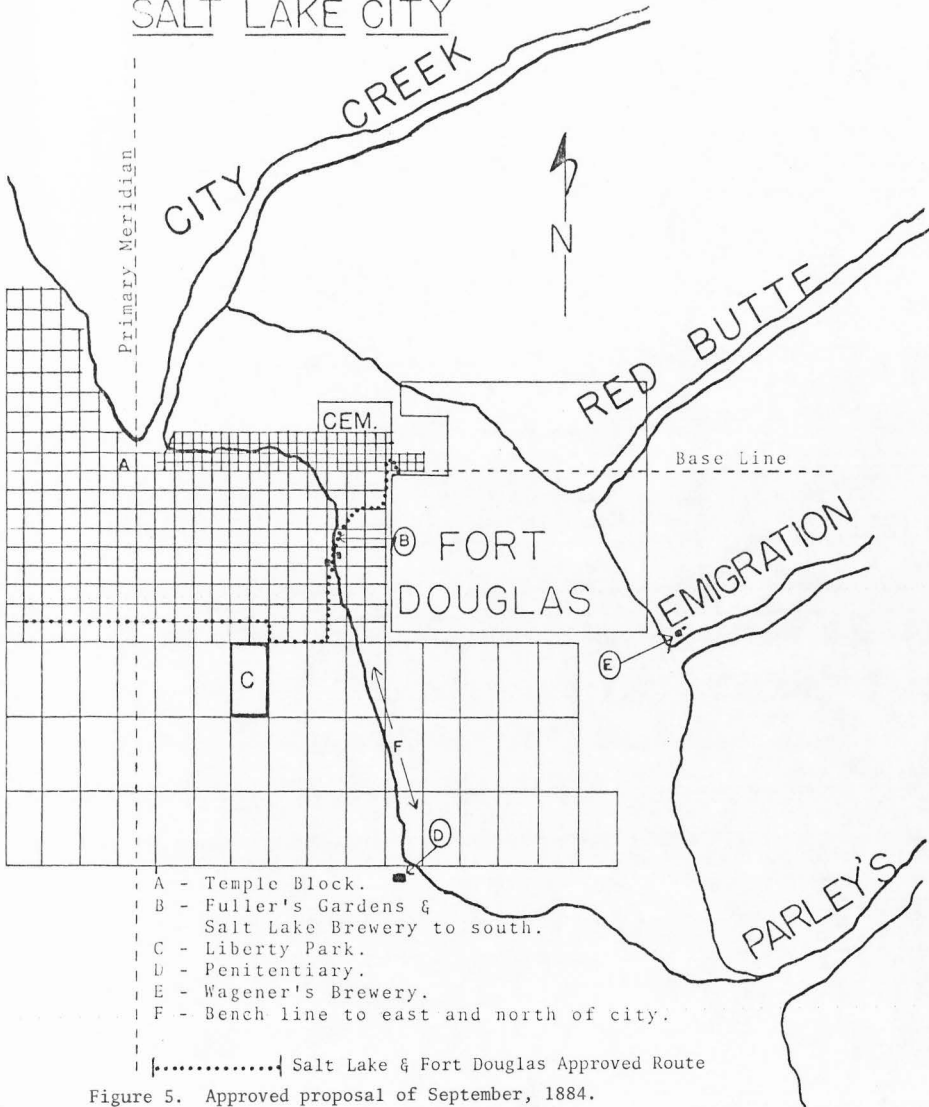 SALT LAKE CITY
CITY CREEK
Primary Meridian
N
RED BUTTE
CEM.
A
Base Line
B
FORT
DOUGLAS
EMIGRATION
E
C
F
D
PARLEY'S
A - Temple Block.
B - Fuller's Gardens &
Salt Lake Brewery to south.
C - Liberty Park.
D - Penitentiary.
E - Wagener's Brewery.
F - Bench line to east and north of city.
Salt Lake & Fort Douglas Approved Route
Figure 5. Approved proposal of September, 1884.